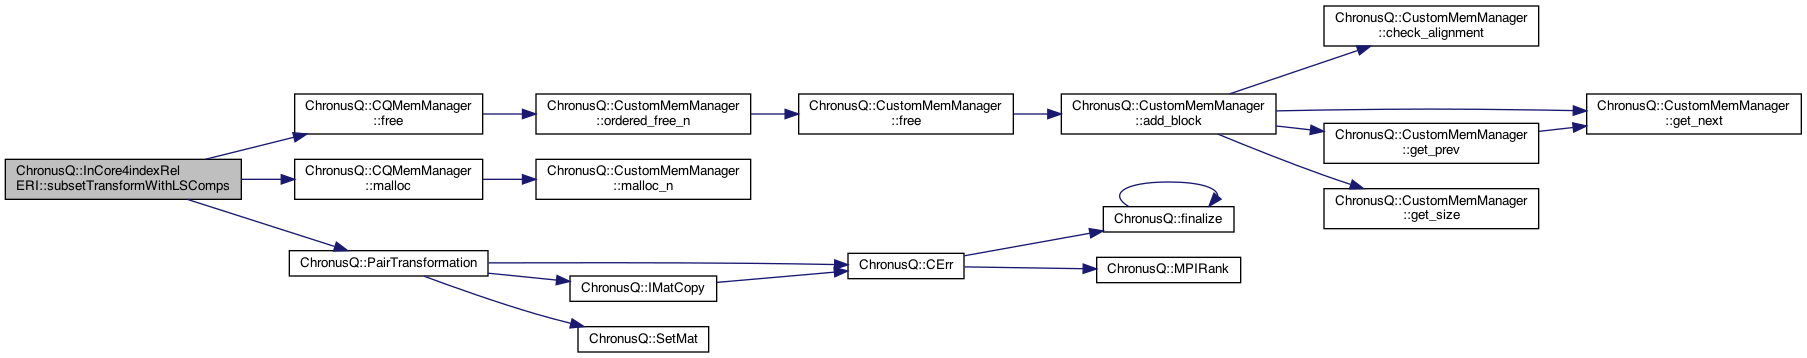 ChronusQ::InCore4indexRel
ERI::subsetTransformWithLSComps
ChronusQ::CQMemManager
::free
ChronusQ::CustomMemManager
::ordered_free_n
ChronusQ::CustomMemManager
::free
ChronusQ::CustomMemManager
::add_block
ChronusQ::CustomMemManager
::check_alignment
ChronusQ::CustomMemManager
::get_next
ChronusQ::CustomMemManager
::get_prev
ChronusQ::CustomMemManager
::get_size
ChronusQ::CQMemManager
::malloc
ChronusQ::CustomMemManager
::malloc_n
ChronusQ::PairTransformation
ChronusQ::CErr
ChronusQ::finalize
ChronusQ::MPIRank
ChronusQ::IMatCopy
ChronusQ::SetMat